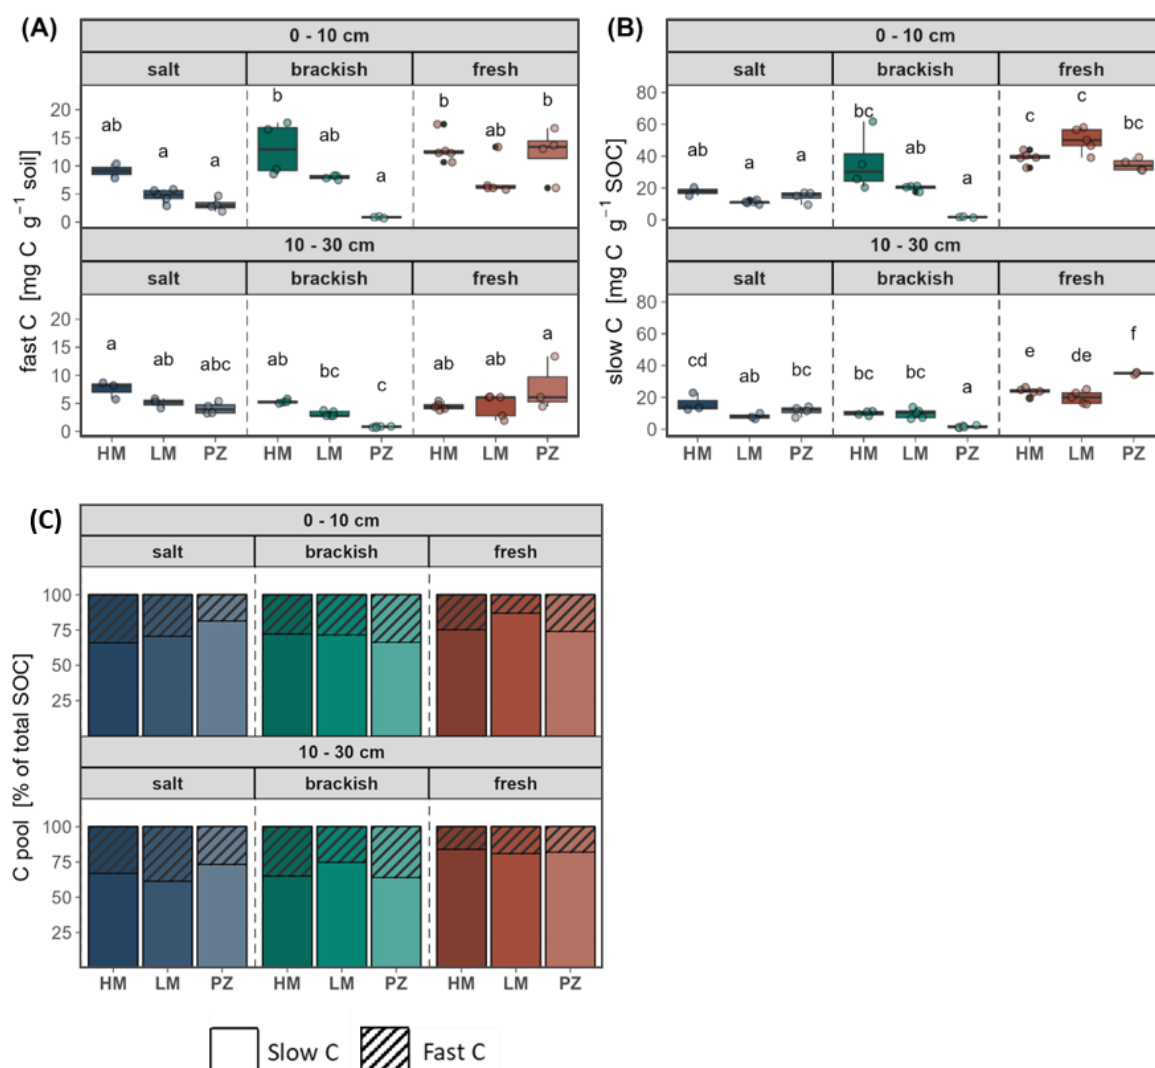 (A)
0 - 10 cm
salt brackish fresh
fast C [mg C g⁻¹ soil]
20
15
10
5
0
ab a a b ab a b ab b
10 - 30 cm
salt brackish fresh
20
15
10
5
0
a ab abc ab bc c ab ab a
HM LM PZ HM LM PZ HM LM PZ
(B)
0 - 10 cm
salt brackish fresh
slow C [mg C g⁻¹ SOC]
80
60
40
20
0
ab a a bc ab a c c bc
10 - 30 cm
salt brackish fresh
80
60
40
20
0
cd ab bc bc bc a e de f
HM LM PZ HM LM PZ HM LM PZ
(C)
0 - 10 cm
salt brackish fresh
C pool [% of total SOC]
100
75
50
25
10 - 30 cm
salt brackish fresh
100
75
50
25
HM LM PZ HM LM PZ HM LM PZ
Slow C Fast C